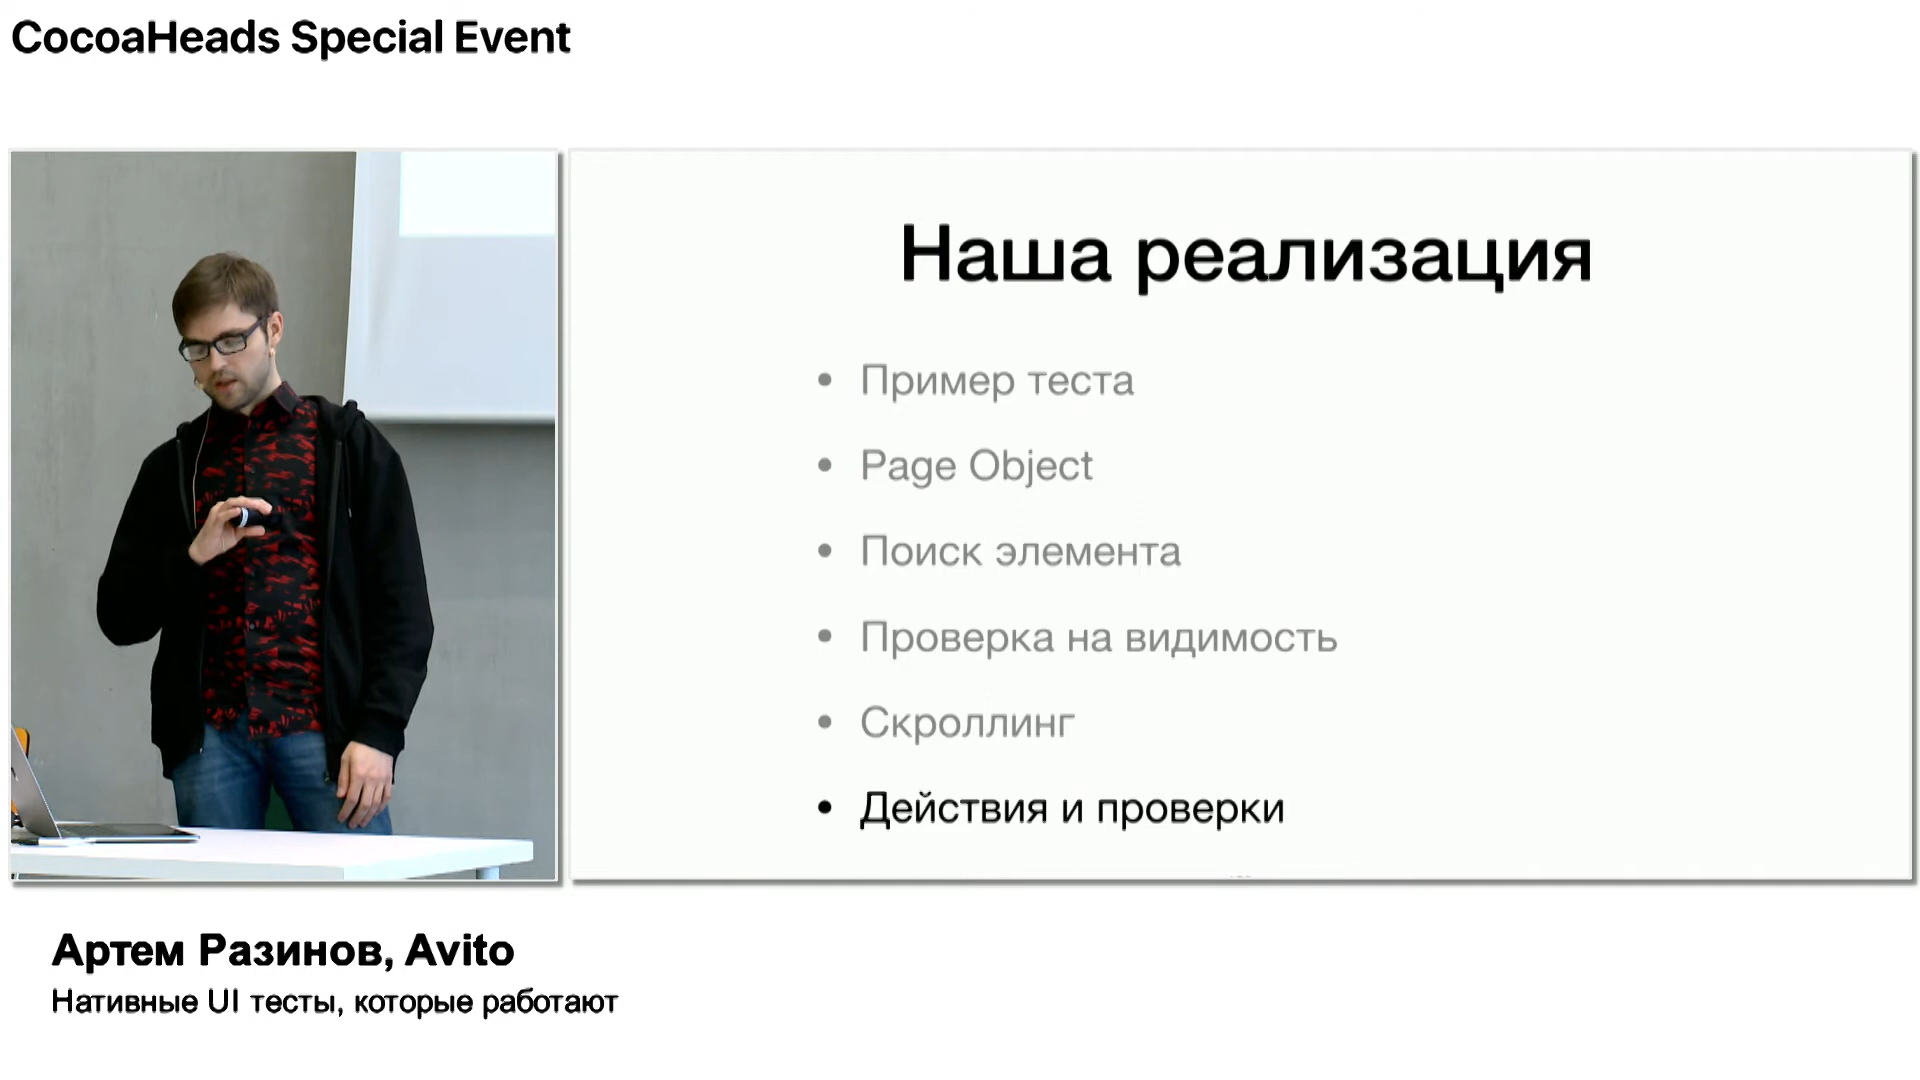 CocoaHeads Special Event
Наша реализация
• Пример теста
• Page Object
• Поиск элемента
• Проверка на видимость
• Скроллинг
• Действия и проверки
Артем Разинов, Avito
Нативные UI тесты, которые работают